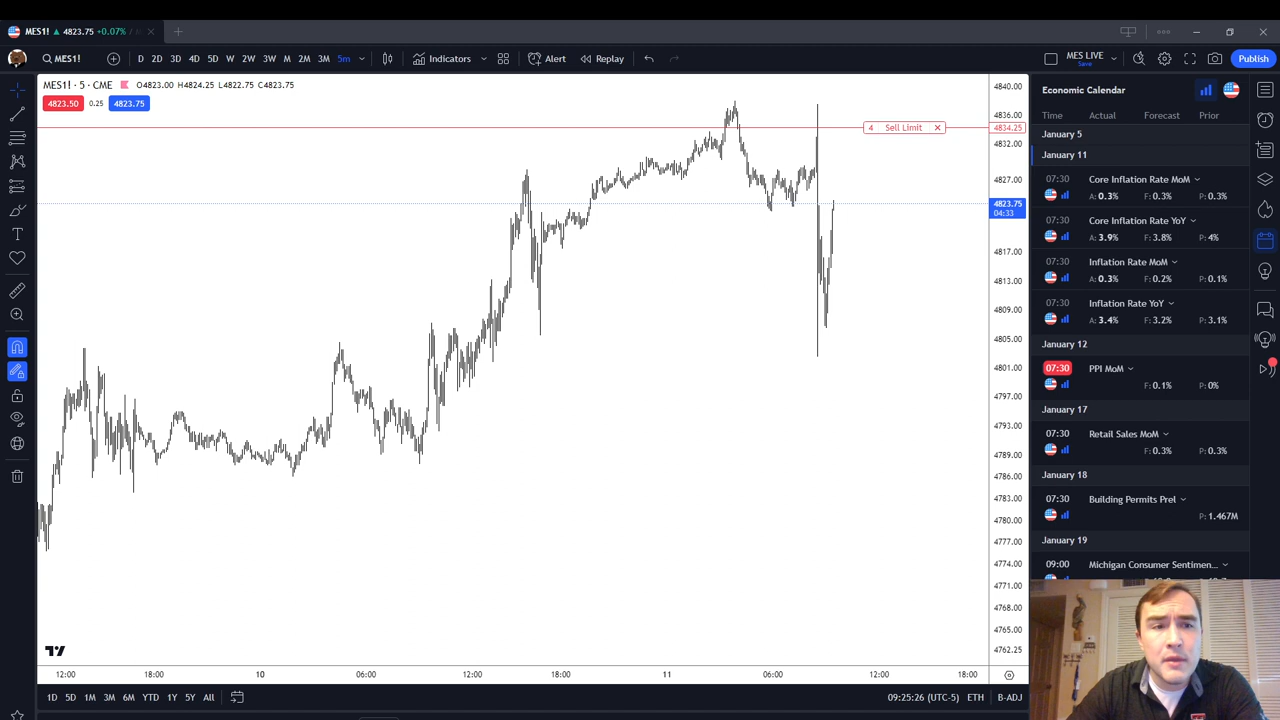 MES1! 4823.75 +0.07% /
MES1! D 2D 3D 4D 5D W 2W 3W M 2M 3M 5m Indicators Alert Replay MES LIVE Save Publish
MES1! · 5 · CME O4823.00 H4824.25 L4822.75 C4823.75
4823.50 0.25 4823.75
4 Sell Limit
4840.00
4836.00
4834.25
4832.00
4827.00
4823.75
04:33
4817.00
4813.00
4809.00
4805.00
4801.00
4797.00
4793.00
4789.00
4786.00
4783.00
4780.00
4777.00
4774.00
4771.00
4768.00
4765.00
4762.25
12:00 18:00 10 06:00 12:00 18:00 11 06:00 12:00 18:00
1D 5D 1M 3M 6M YTD 1Y 5Y All
09:25:26 (UTC-5) ETH B-ADJ
Economic Calendar
Time Actual Forecast Prior
January 5
January 11
07:30 Core Inflation Rate MoM
A: 0.3% F: 0.3% P: 0.3%
07:30 Core Inflation Rate YoY
A: 3.9% F: 3.8% P: 4%
07:30 Inflation Rate MoM
A: 0.3% F: 0.2% P: 0.1%
07:30 Inflation Rate YoY
A: 3.4% F: 3.2% P: 3.1%
January 12
07:30 PPI MoM
F: 0.1% P: 0%
January 17
07:30 Retail Sales MoM
F: 0.3% P: 0.3%
January 18
07:30 Building Permits Prel
P: 1.467M
January 19
09:00 Michigan Consumer Sentimen...